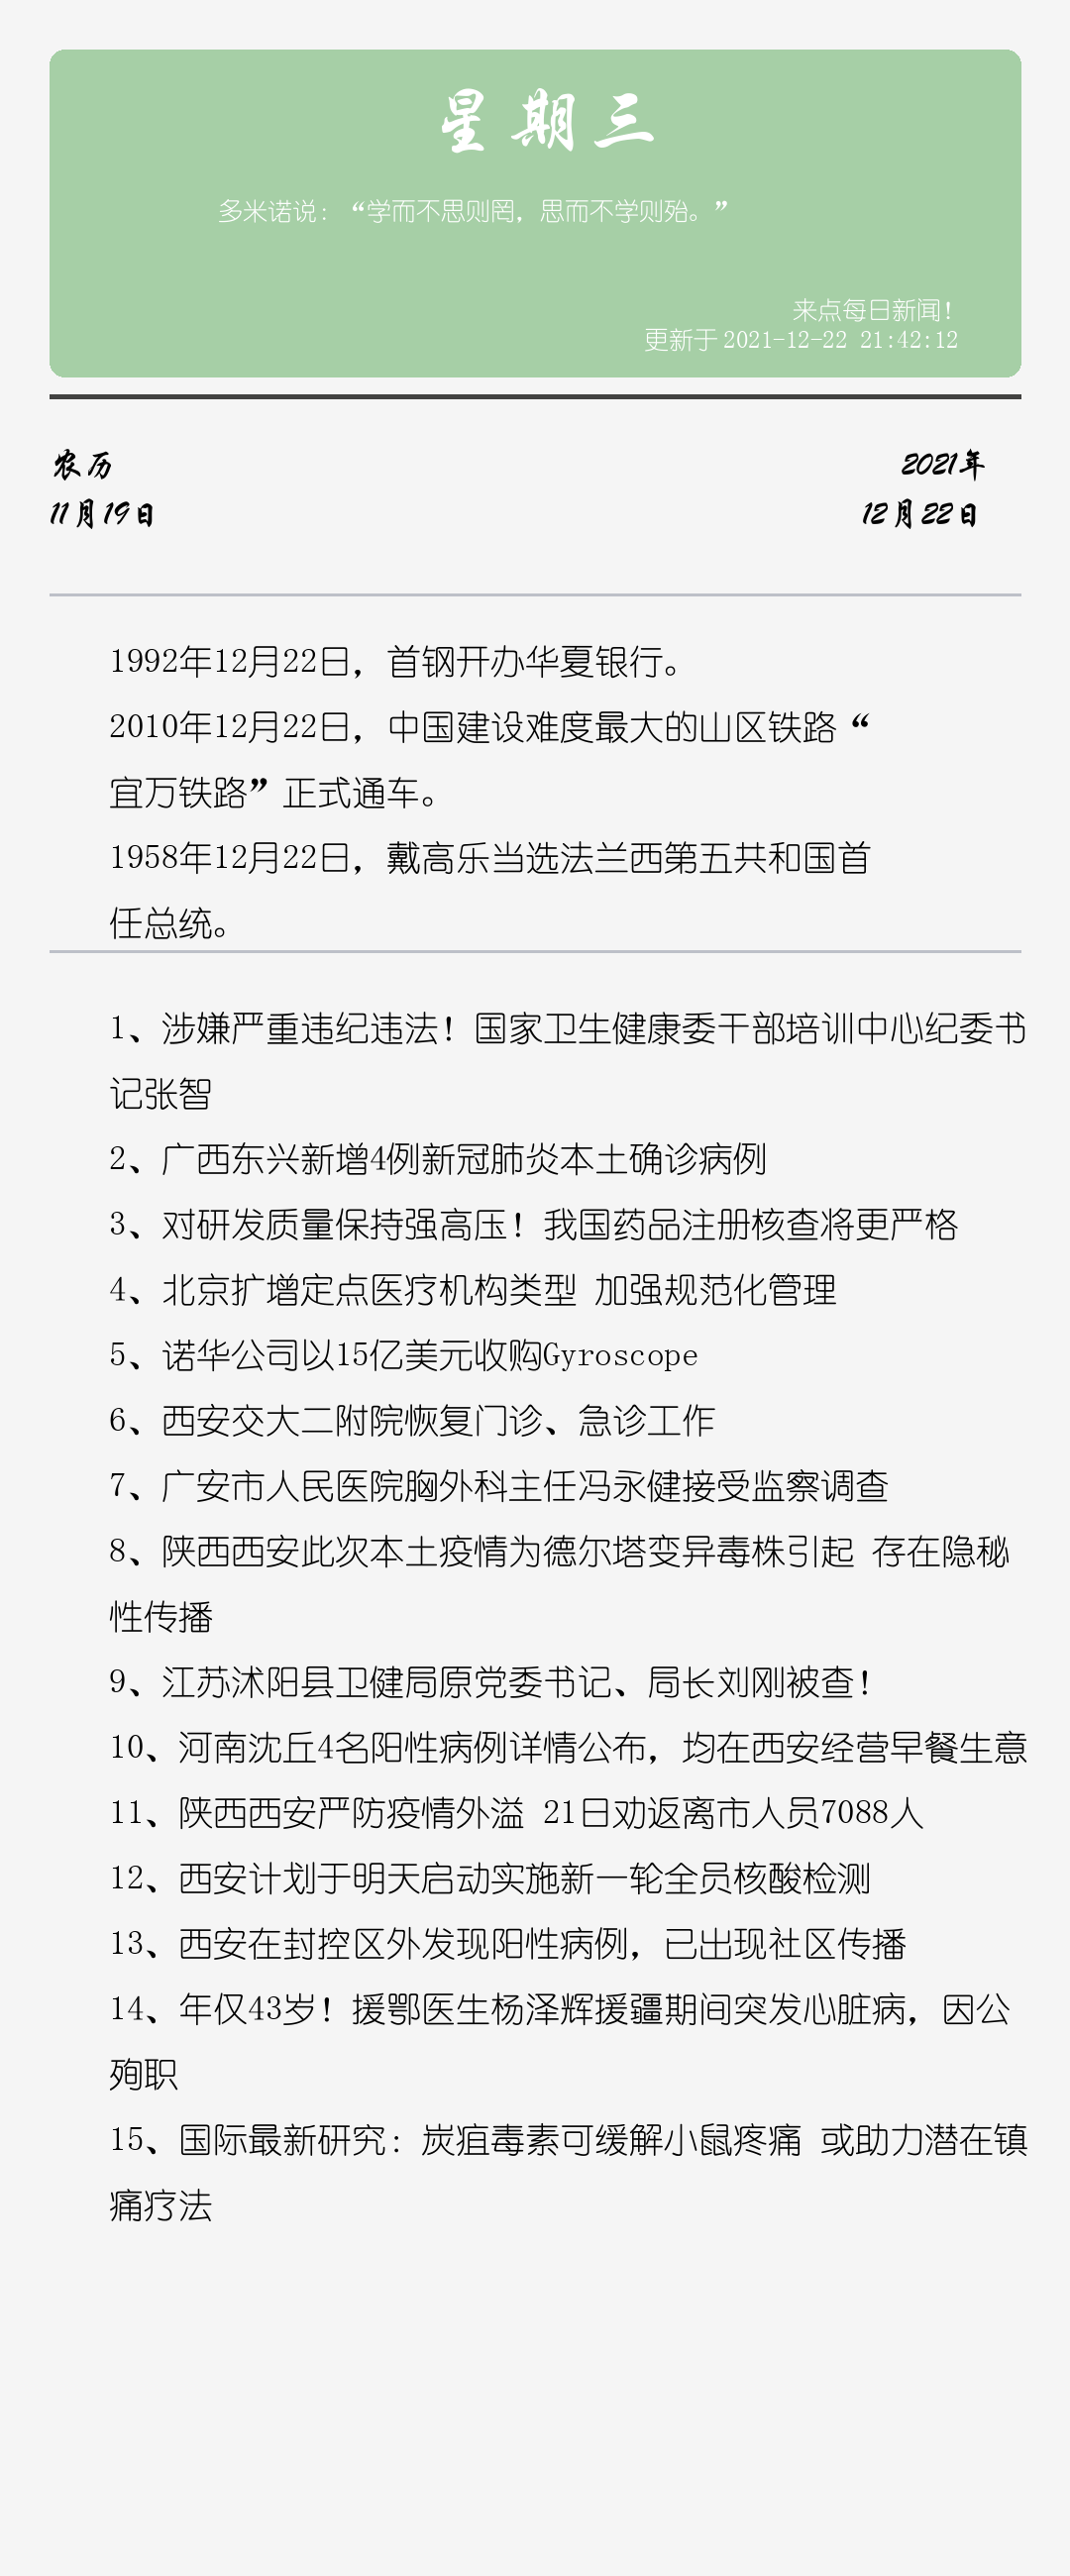 星期三
多米诺说：“学而不思则罔，思而不学则殆。”
来点每日新闻！
更新于 2021-12-22 21:42:12
农历
2021年
11月19日
12月22日
1992年12月22日，首钢开办华夏银行。
2010年12月22日，中国建设难度最大的山区铁路“
宜万铁路”正式通车。
1958年12月22日，戴高乐当选法兰西第五共和国首
任总统。
1、涉嫌严重违纪违法！国家卫生健康委干部培训中心纪委书
记张智
2、广西东兴新增4例新冠肺炎本土确诊病例
3、对研发质量保持强高压！我国药品注册核查将更严格
4、北京扩增定点医疗机构类型 加强规范化管理
5、诺华公司以15亿美元收购Gyroscope
6、西安交大二附院恢复门诊、急诊工作
7、广安市人民医院胸外科主任冯永健接受监察调查
8、陕西西安此次本土疫情为德尔塔变异毒株引起 存在隐秘
性传播
9、江苏沭阳县卫健局原党委书记、局长刘刚被查！
10、河南沈丘4名阳性病例详情公布，均在西安经营早餐生意
11、陕西西安严防疫情外溢 21日劝返离市人员7088人
12、西安计划于明天启动实施新一轮全员核酸检测
13、西安在封控区外发现阳性病例，已出现社区传播
14、年仅43岁！援鄂医生杨泽辉援疆期间突发心脏病，因公
殉职
15、国际最新研究：炭疽毒素可缓解小鼠疼痛 或助力潜在镇
痛疗法